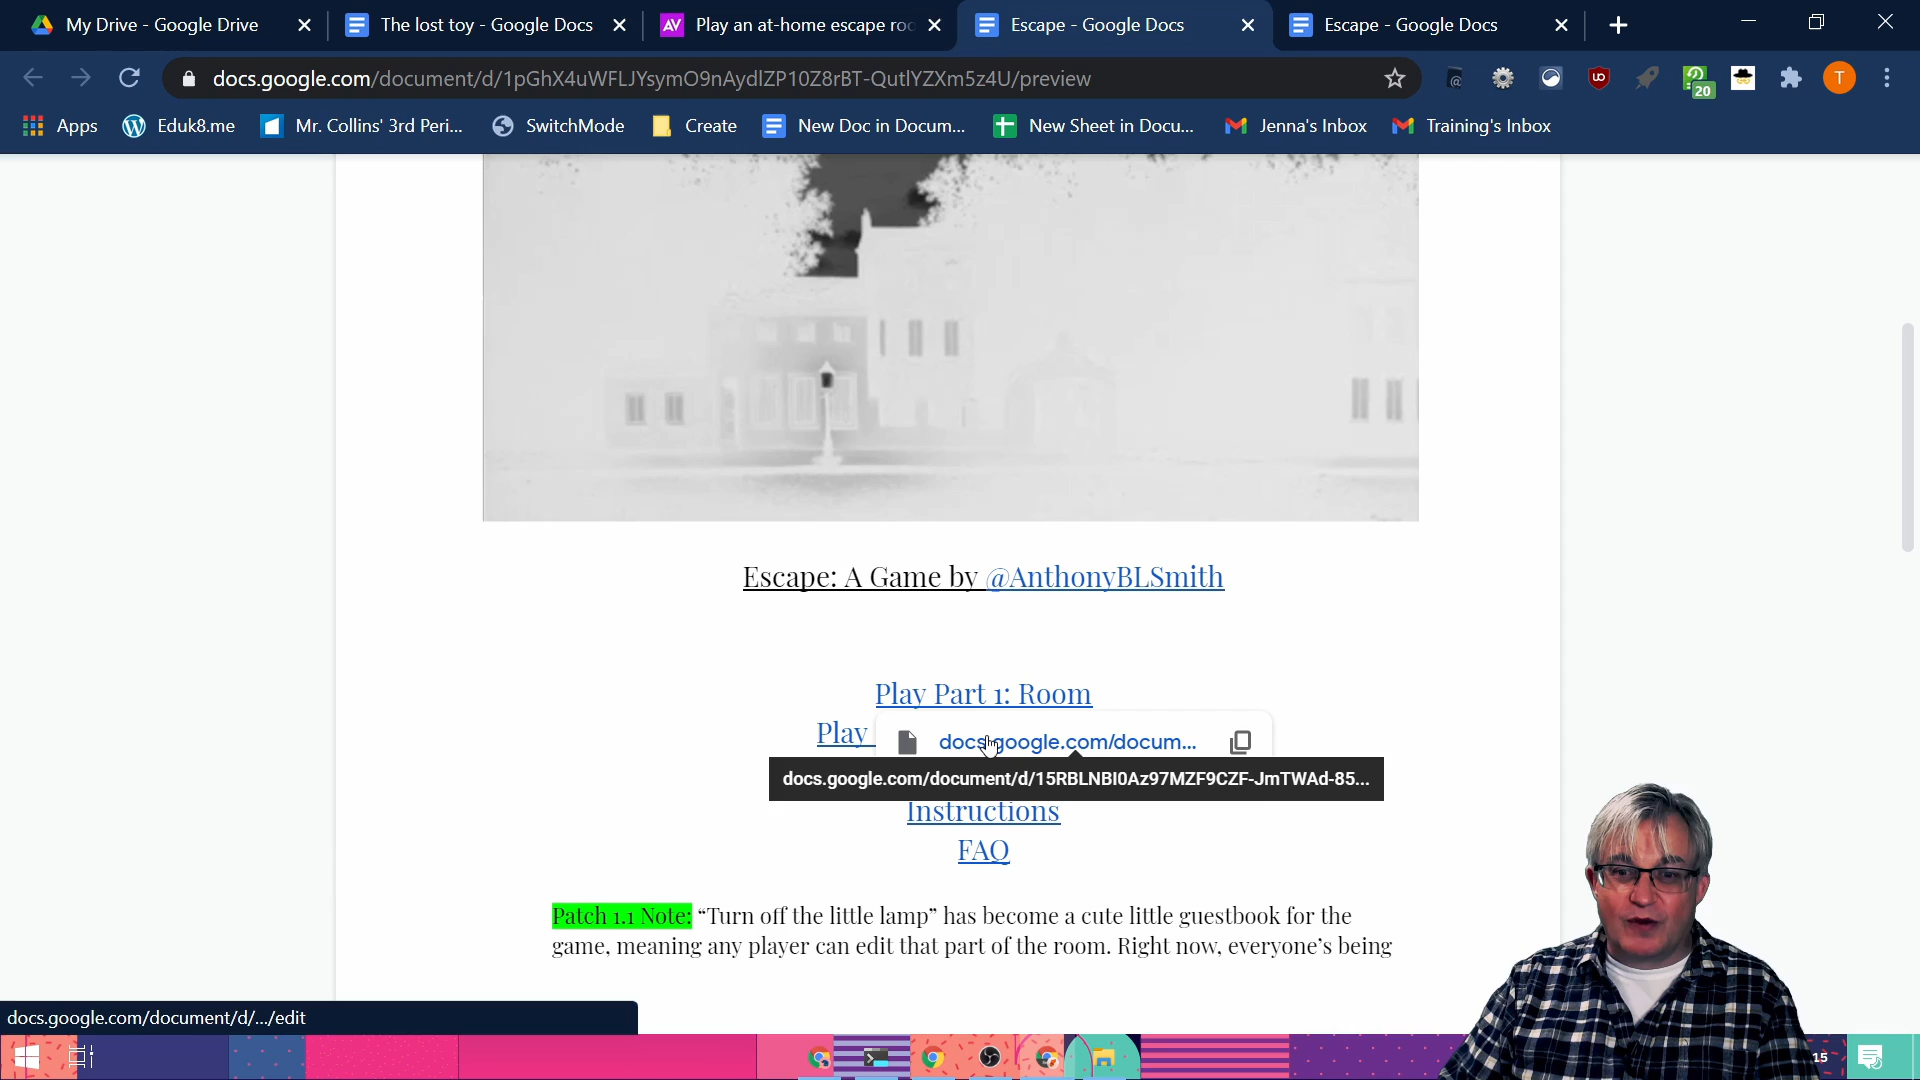 My Drive - Google Drive
The lost toy - Google Docs
Play an at-home escape roo
Escape - Google Docs
Escape - Google Docs
docs.google.com/document/d/1pGhX4uWFLJYsymO9nAydlZP10Z8rBT-QutlYZXm5z4U/preview
20
T
Apps
Eduk8.me
Mr. Collins' 3rd Peri...
SwitchMode
Create
New Doc in Docum...
New Sheet in Docu...
Jenna's Inbox
Training's Inbox
Escape: A Game by @AnthonyBLSmith
Play Part 1: Room
Play
docs.google.com/docum...
docs.google.com/document/d/15RBLNBI0Az97MZF9CZF-JmTWAd-85...
Instructions
FAQ
Patch 1.1 Note: “Turn off the little lamp” has become a cute little guestbook for the
game, meaning any player can edit that part of the room. Right now, everyone’s being
docs.google.com/document/d/.../edit
15